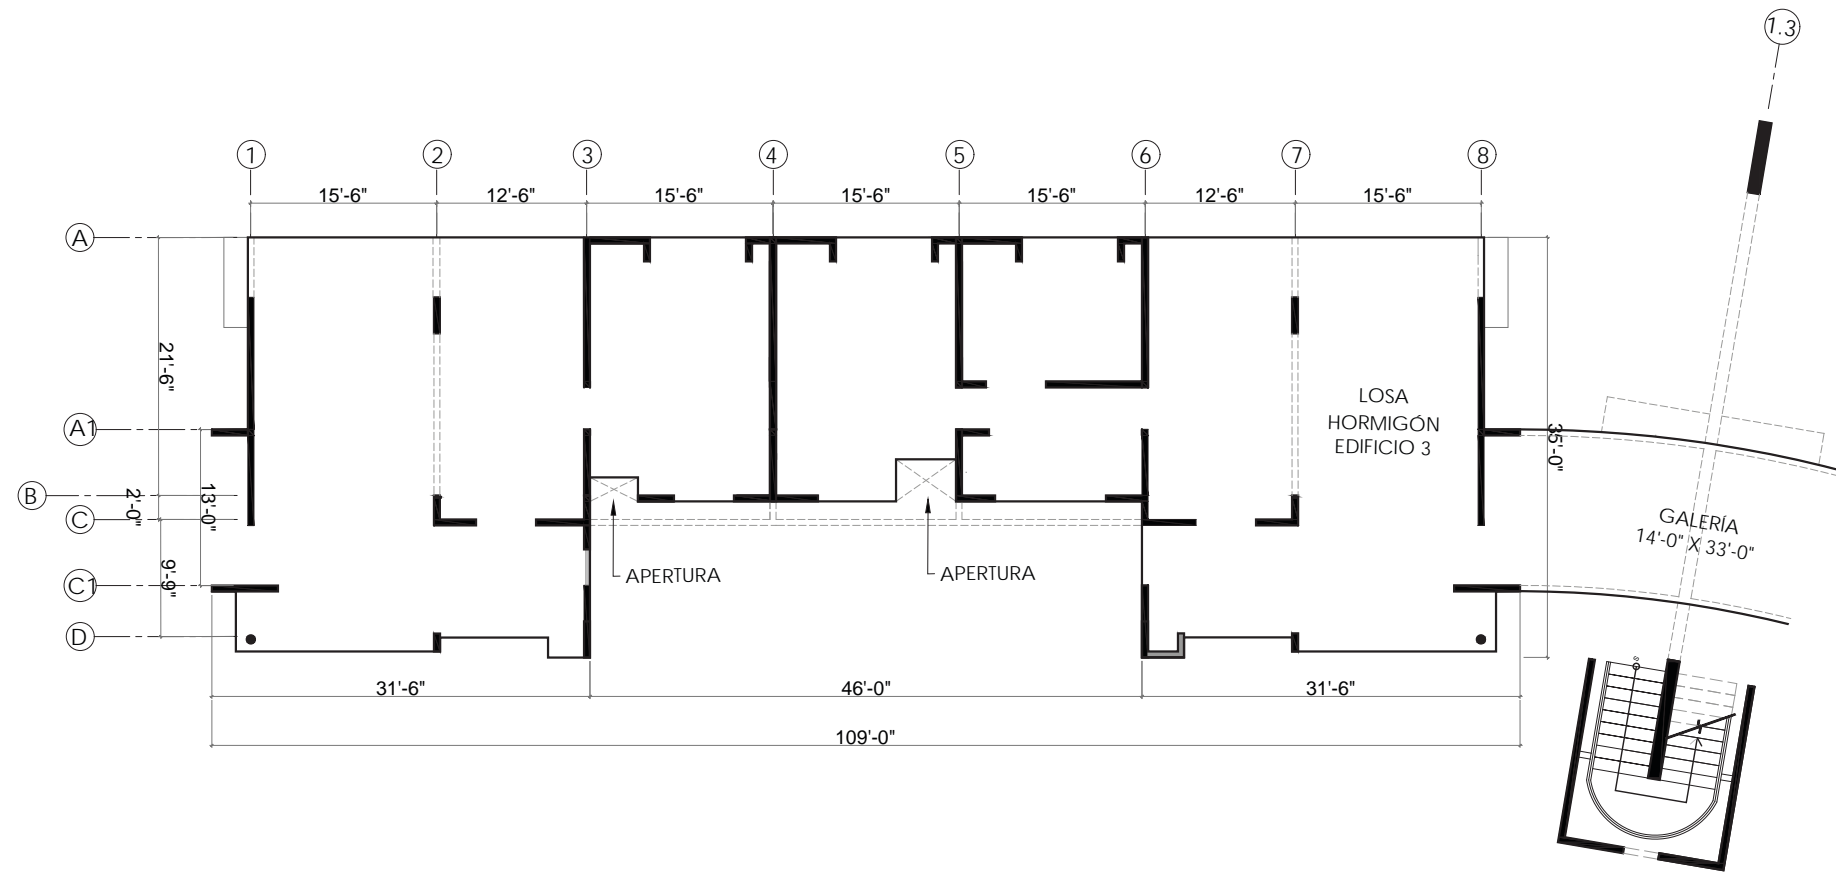 1.3
1 2 3 4 5 6 7 8
15'-6" 12'-6" 15'-6" 15'-6" 15'-6" 12'-6" 15'-6"
A
21'-6"
A1
B
2'-0"
13'-0"
C
9'-9"
C1
D
LOSA
HORMIGÓN
EDIFICIO 3
35'-0"
GALERÍA
14'-0" X 33'-0"
APERTURA
APERTURA
S
31'-6" 46'-0" 31'-6"
109'-0"